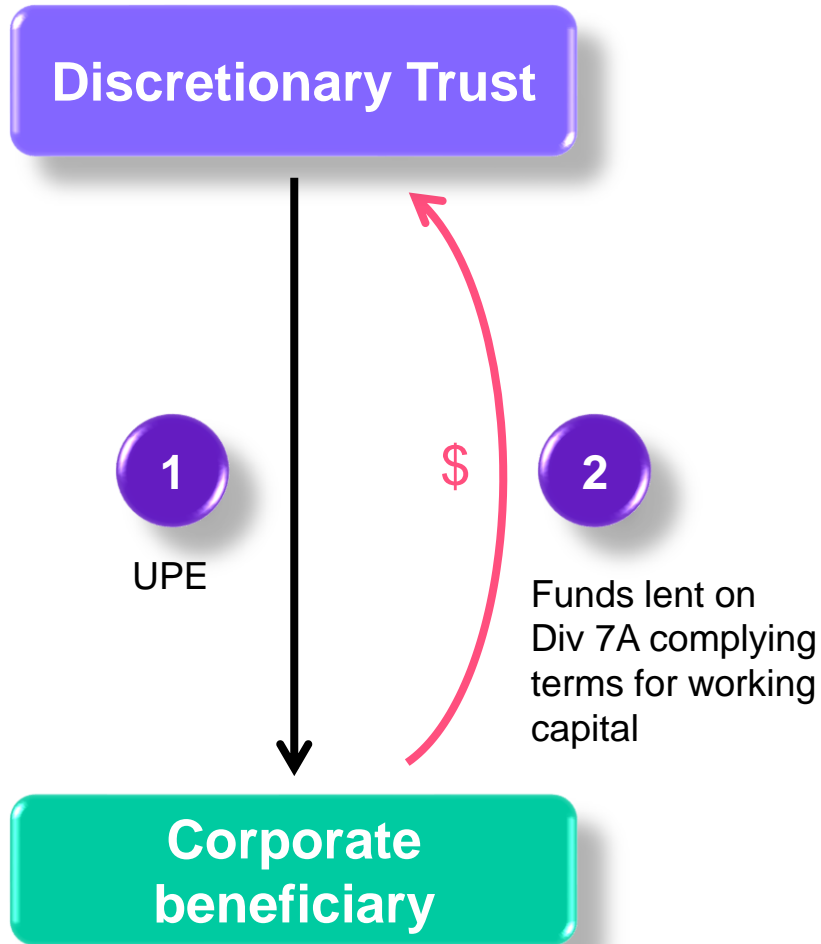 Discretionary Trust
1
UPE
$
2
Funds lent on
Div 7A complying
terms for working
capital
Corporate
beneficiary